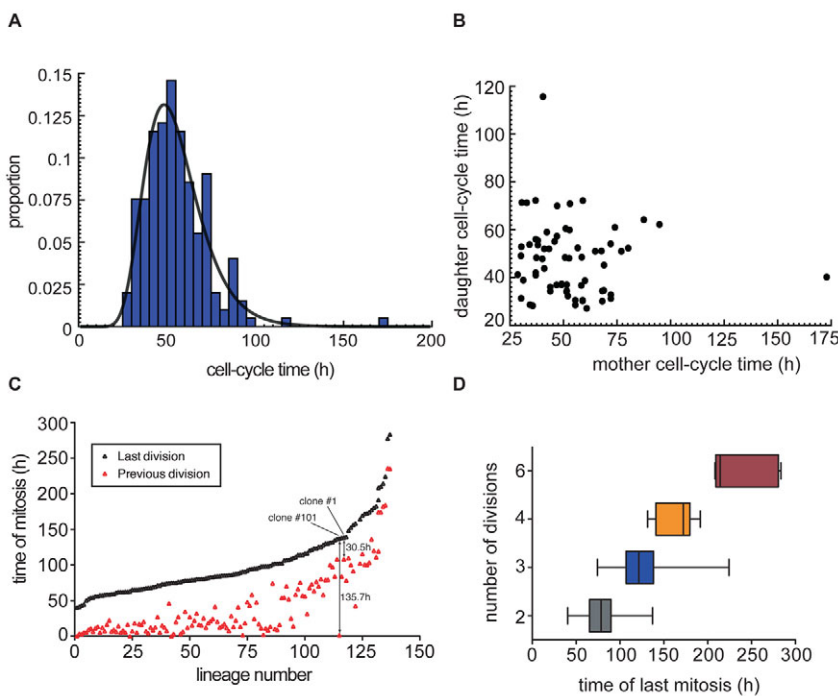 A
0.15
0.125
0.1
0.075
0.05
0.025
0
proportion
0 50 100 150 200
cell-cycle time (h)
B
120
100
80
60
40
20
daughter cell-cycle time (h)
25 50 75 100 125 150 175
mother cell-cycle time (h)
C
300
250
200
150
100
50
0
time of mitosis (h)
Last division
Previous division
clone #1
clone #101
30.5h
135.7h
0 25 50 75 100 125 150
lineage number
D
6
4
3
2
number of divisions
0 50 100 150 200 300
time of last mitosis (h)